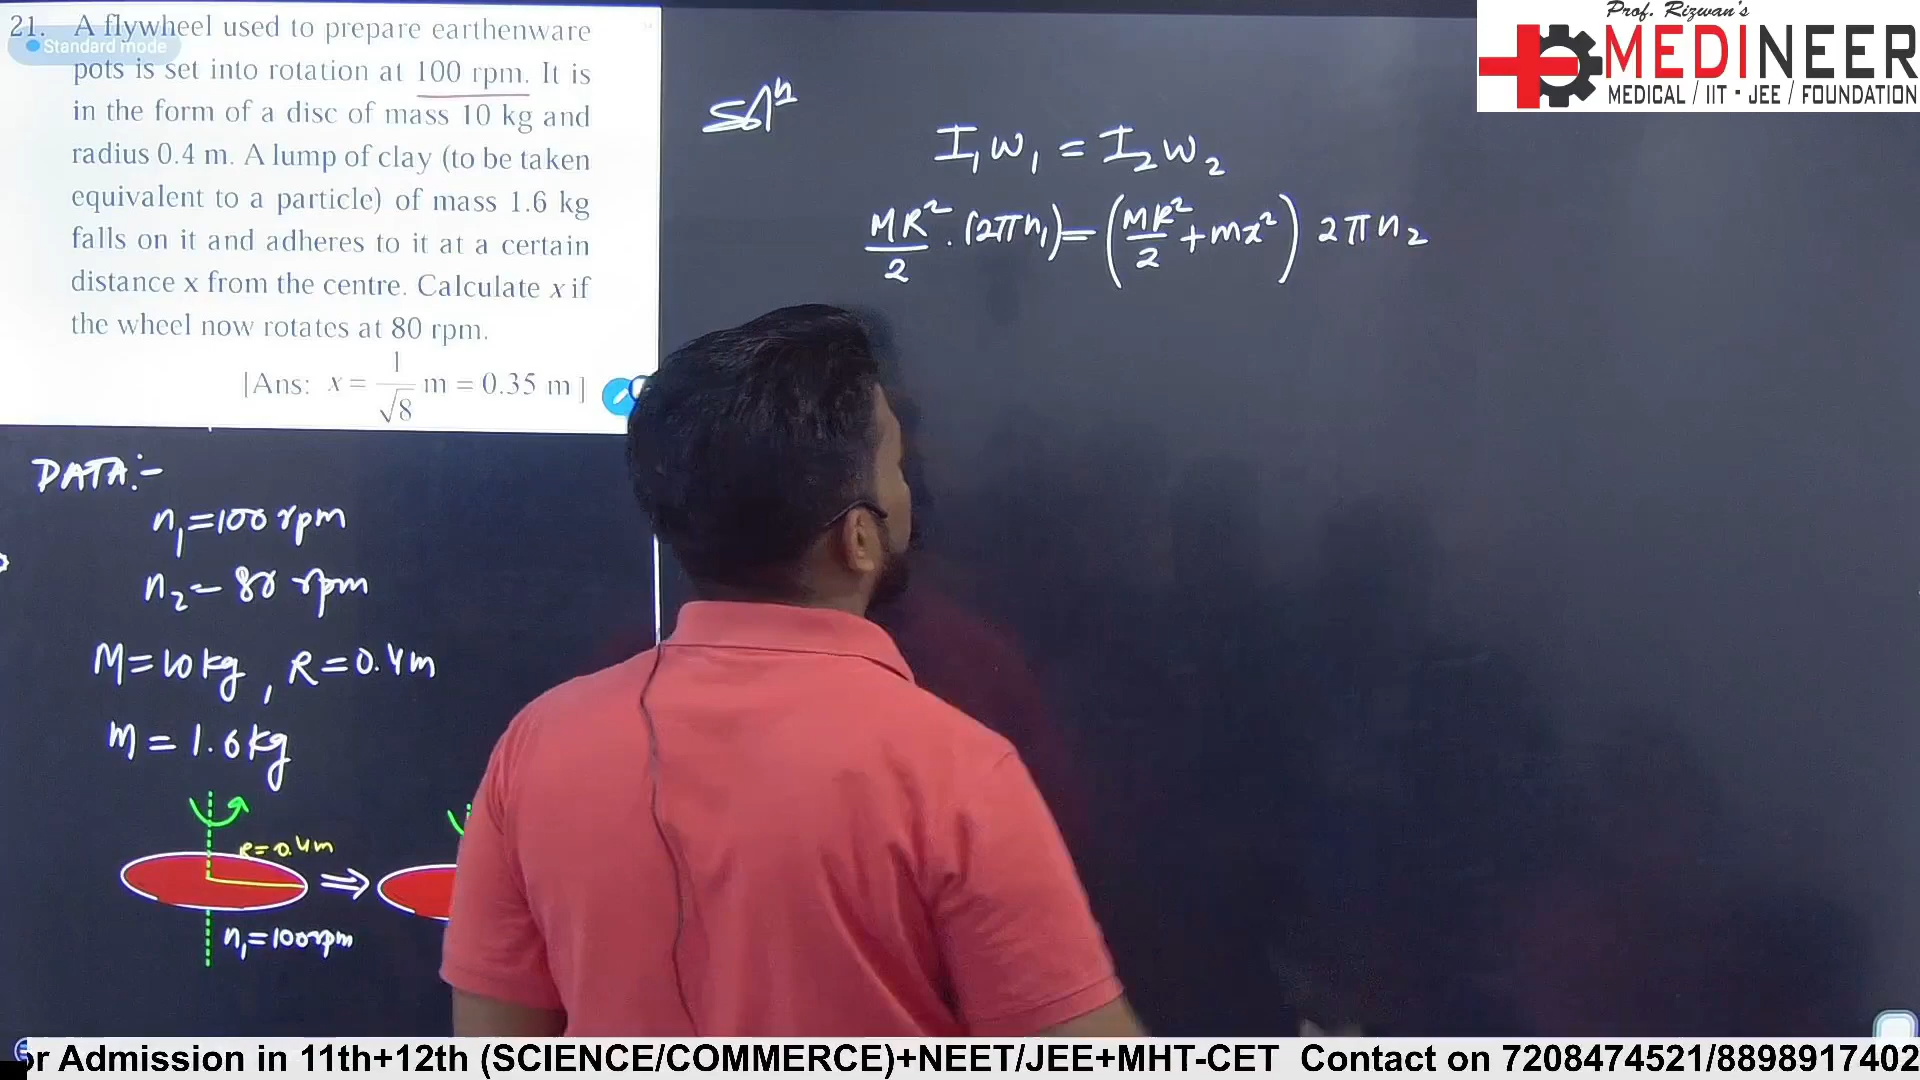 21. A flywheel used to prepare earthenware
Standard mode
pots is set into rotation at 100 rpm. It is
in the form of a disc of mass 10 kg and
radius 0.4 m. A lump of clay (to be taken
equivalent to a particle) of mass 1.6 kg
falls on it and adheres to it at a certain
distance x from the centre. Calculate x if
the wheel now rotates at 80 rpm.
[Ans: x = 1/√8 m = 0.35 m]
DATA:-
n₁=100 rpm
n₂=80 rpm
M=10kg, R=0.4m
m=1.6kg
R=0.4m
n₁=100rpm
Solⁿ
I₁w₁ = I₂w₂
MR²/2 . (2πn₁) = (MR²/2 + mx²) 2πn₂
Prof. Rizwan's
MEDINEER
MEDICAL / IIT - JEE / FOUNDATION
or Admission in 11th+12th (SCIENCE/COMMERCE)+NEET/JEE+MHT-CET Contact on 7208474521/8898917402